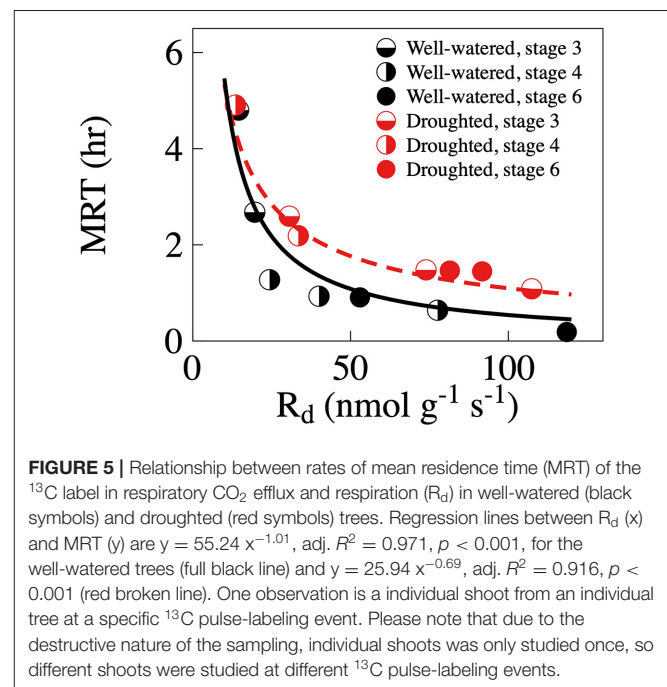 6
4
2
0
MRT (hr)
Well-watered, stage 3
Well-watered, stage 4
Well-watered, stage 6
Droughted, stage 3
Droughted, stage 4
Droughted, stage 6
0 50 100
R_d (nmol g⁻¹ s⁻¹)
FIGURE 5 | Relationship between rates of mean residence time (MRT) of the
¹³C label in respiratory CO₂ efflux and respiration (R_d) in well-watered (black
symbols) and droughted (red symbols) trees. Regression lines between R_d (x)
and MRT (y) are y = 55.24 x⁻¹·⁰¹, adj. R² = 0.971, p < 0.001, for the
well-watered trees (full black line) and y = 25.94 x⁻⁰·⁶⁹, adj. R² = 0.916, p <
0.001 (red broken line). One observation is a individual shoot from an individual
tree at a specific ¹³C pulse-labeling event. Please note that due to the
destructive nature of the sampling, individual shoots was only studied once, so
different shoots were studied at different ¹³C pulse-labeling events.